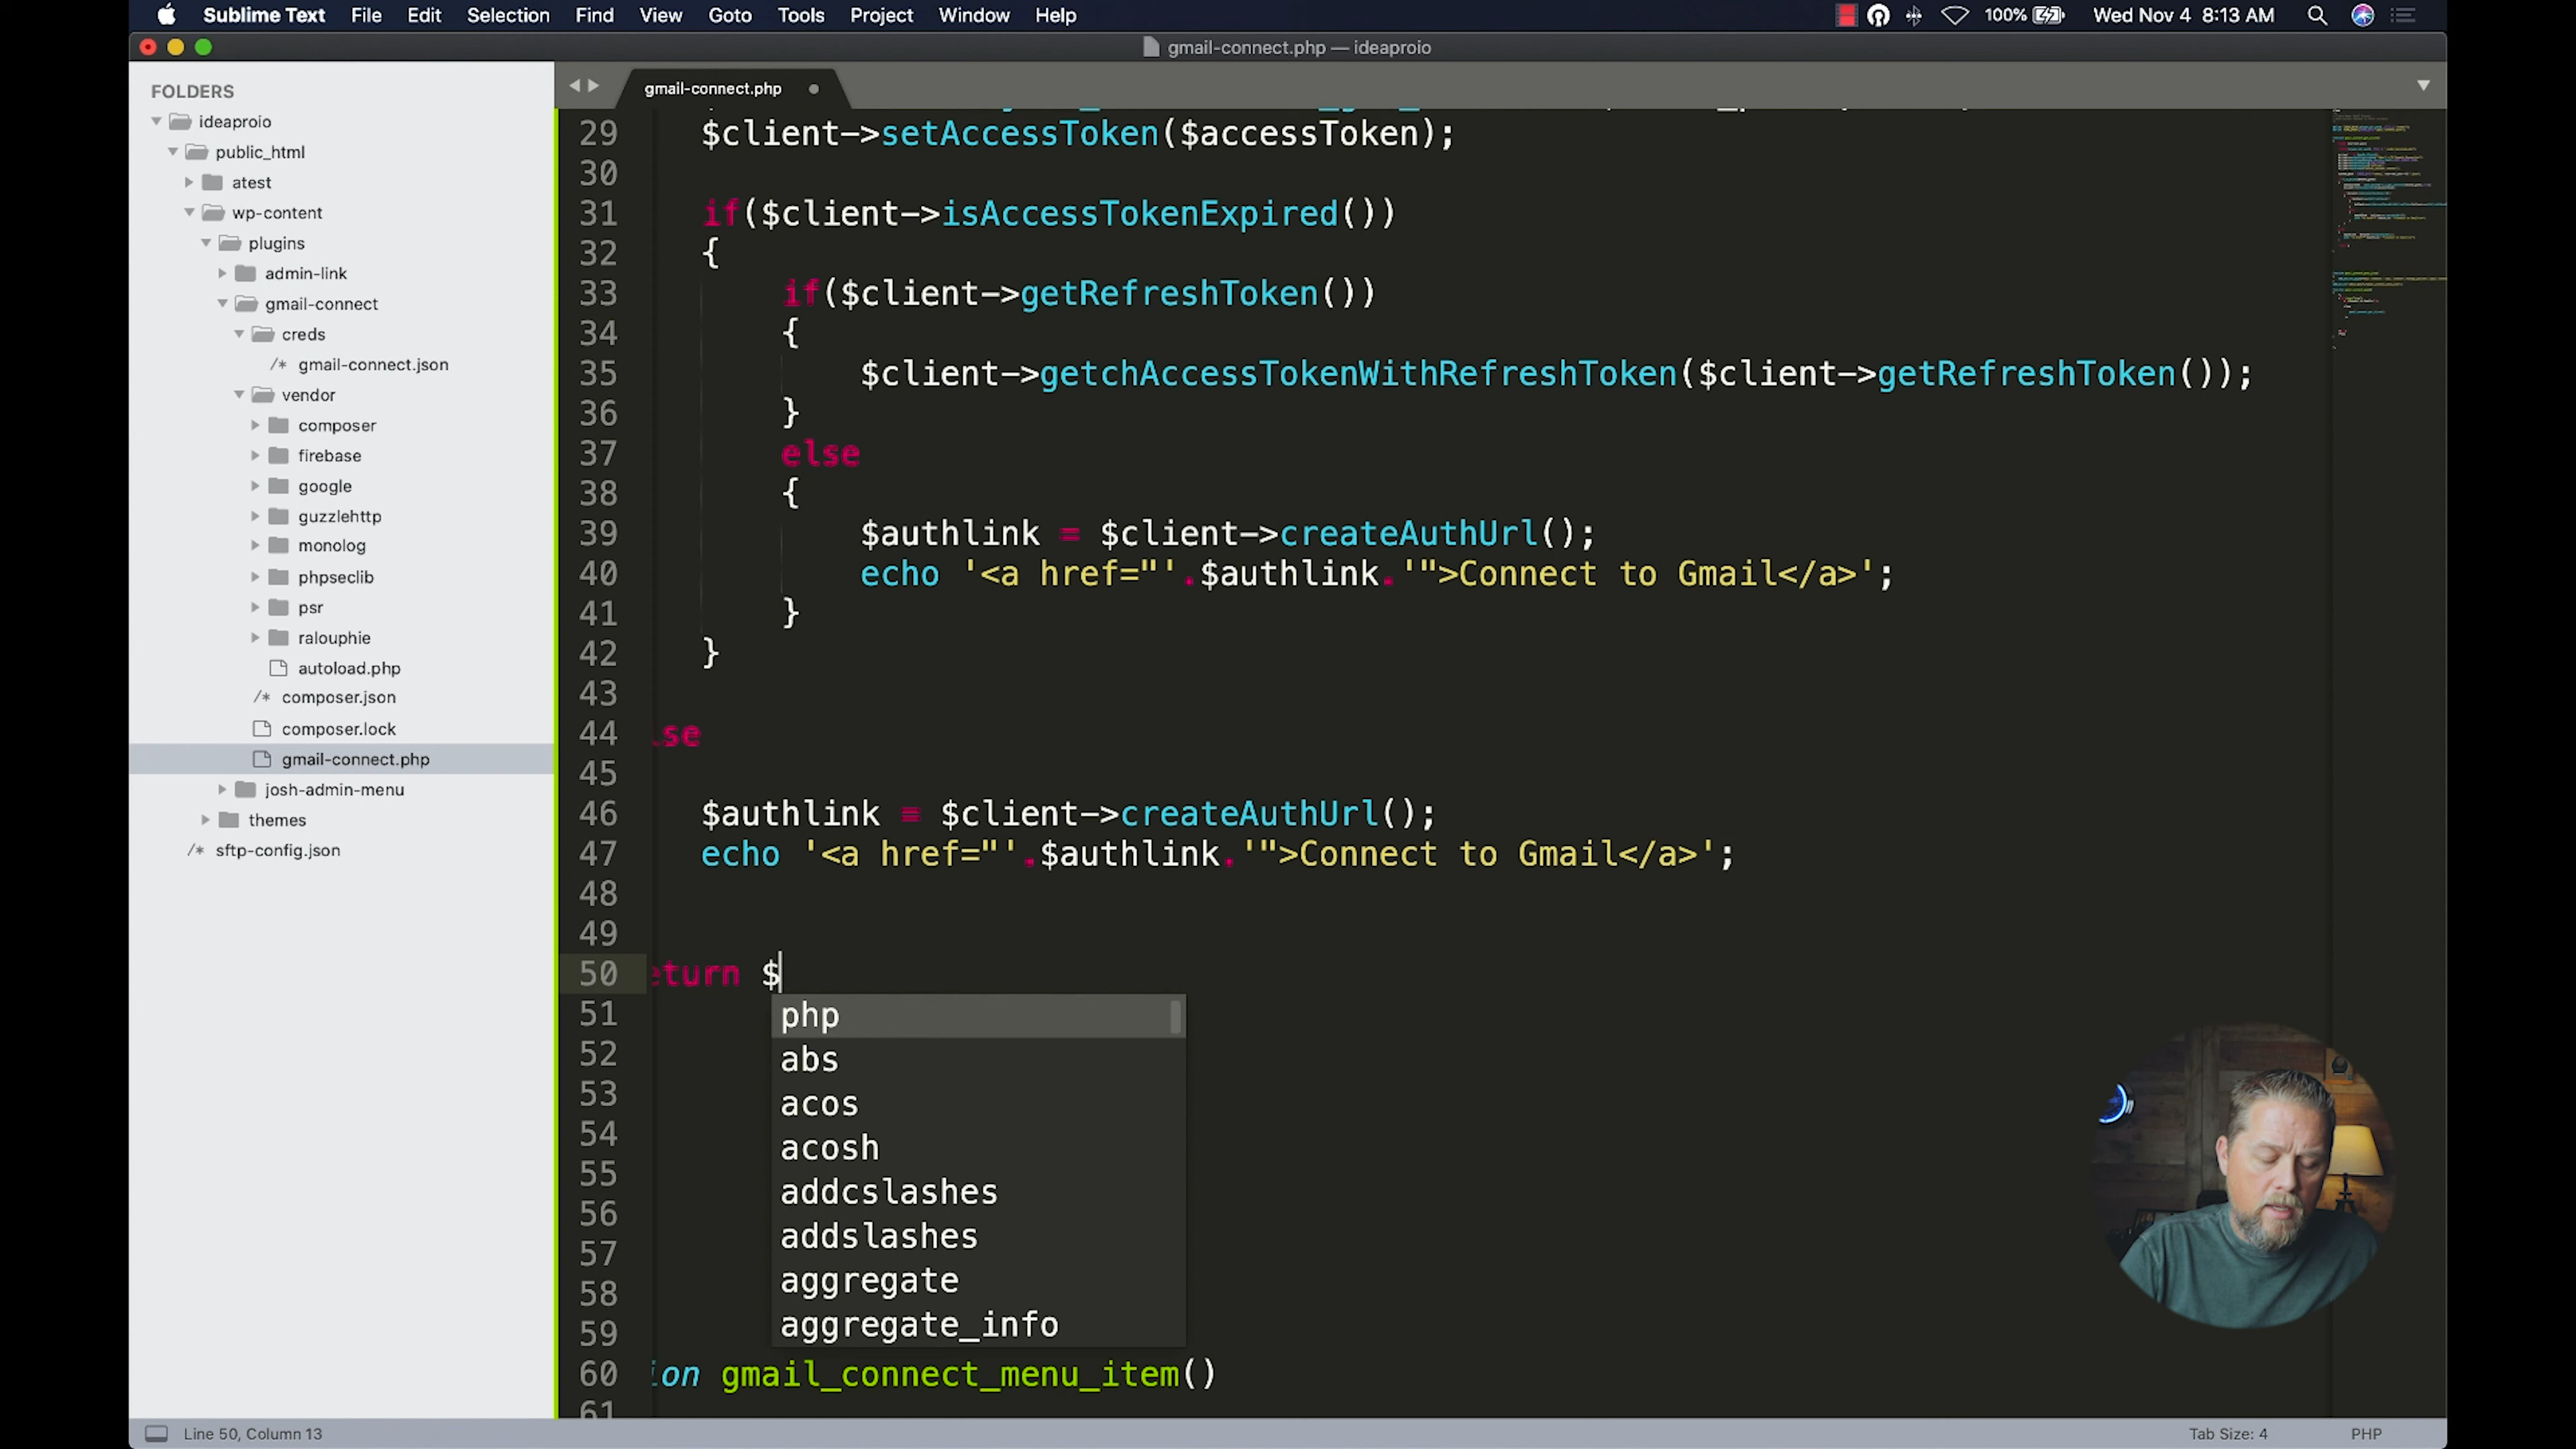 Sublime Text File Edit Selection Find View Goto Tools Project Window Help 100% Wed Nov 4 8:13 AM
gmail-connect.php — ideaproio
FOLDERS
ideaproio
public_html
atest
wp-content
plugins
admin-link
gmail-connect
creds
/* gmail-connect.json
vendor
composer
firebase
google
guzzlehttp
monolog
phpseclib
psr
ralouphie
autoload.php
/* composer.json
composer.lock
gmail-connect.php
josh-admin-menu
themes
/* sftp-config.json
gmail-connect.php
29 $client->setAccessToken($accessToken);
30
31 if($client->isAccessTokenExpired())
32 {
33 if($client->getRefreshToken())
34 {
35 $client->getchAccessTokenWithRefreshToken($client->getRefreshToken());
36 }
37 else
38 {
39 $authlink = $client->createAuthUrl();
40 echo '<a href="'.$authlink.'">Connect to Gmail</a>';
41 }
42 }
43
44 lse
45
46 $authlink = $client->createAuthUrl();
47 echo '<a href="'.$authlink.'">Connect to Gmail</a>';
48
49
50 eturn $
51 php
52 abs
53 acos
54 acosh
55 addcslashes
56 addslashes
57 aggregate
58 aggregate_info
59
60 ion gmail_connect_menu_item()
61
Line 50, Column 13 Tab Size: 4 PHP